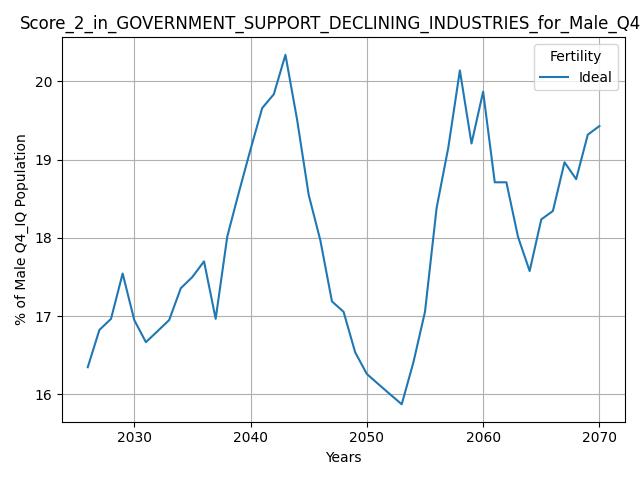 Score_2_in_GOVERNMENT_SUPPORT_DECLINING_INDUSTRIES_for_Male_Q4
Fertility
Ideal
% of Male Q4_IQ Population
20
19
18
17
16
2030 2040 2050 2060 2070
Years